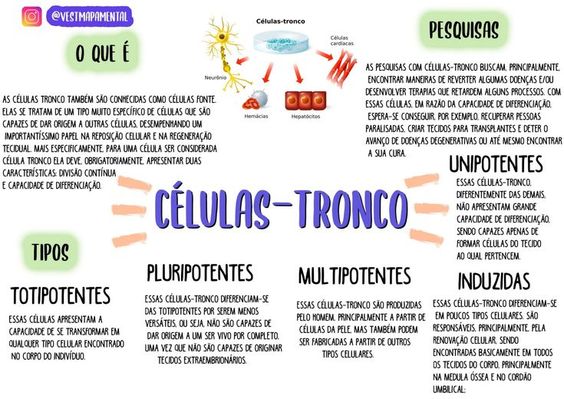 @VESTMAPAMENTAL
O QUE É
AS CÉLULAS TRONCO TAMBÉM SÃO CONHECIDAS COMO CÉLULAS FONTE.
ELAS SE TRATAM DE UM TIPO MUITO ESPECÍFICO DE CÉLULAS QUE SÃO
CAPAZES DE DAR ORIGEM A OUTRAS CÉLULAS, DESEMPENHANDO UM
IMPORTANTÍSSIMO PAPEL NA REPOSIÇÃO CELULAR E NA REGENERAÇÃO
TECIDUAL. MAIS ESPECIFICAMENTE, PARA UMA CÉLULA SER CONSIDERADA
CÉLULA TRONCO ELA DEVE, OBRIGATORIAMENTE, APRESENTAR DUAS
CARACTERÍSTICAS: DIVISÃO CONTÍNUA
E CAPACIDADE DE DIFERENCIAÇÃO.
Células-tronco
Células
cardíacas
Neurônio
Hemácias
Hepatócitos
PESQUISAS
AS PESQUISAS COM CÉLULAS-TRONCO BUSCAM, PRINCIPALMENTE,
ENCONTRAR MANEIRAS DE REVERTER ALGUMAS DOENÇAS E/OU
DESENVOLVER TERAPIAS QUE RETARDEM ALGUNS PROCESSOS. COM
ESSAS CÉLULAS, EM RAZÃO DA CAPACIDADE DE DIFERENCIAÇÃO,
ESPERA-SE CONSEGUIR, POR EXEMPLO, RECUPERAR PESSOAS
PARALISADAS, CRIAR TECIDOS PARA TRANSPLANTES E DETER O
AVANÇO DE DOENÇAS DEGENERATIVAS OU ATÉ MESMO ENCONTRAR
A SUA CURA.
CÉLULAS-TRONCO
UNIPOTENTES
ESSAS CÉLULAS-TRONCO,
DIFERENTEMENTE DAS DEMAIS,
NÃO APRESENTAM GRANDE
CAPACIDADE DE DIFERENCIAÇÃO,
SENDO CAPAZES APENAS DE
FORMAR CÉLULAS DO TECIDO
AO QUAL PERTENCEM.
TIPOS
TOTIPOTENTES
ESSAS CÉLULAS APRESENTAM A
CAPACIDADE DE SE TRANSFORMAR EM
QUALQUER TIPO CELULAR ENCONTRADO
NO CORPO DO INDIVÍDUO.
PLURIPOTENTES
ESSAS CÉLULAS-TRONCO DIFERENCIAM-SE
DAS TOTIPOTENTES POR SEREM MENOS
VERSÁTEIS, OU SEJA, NÃO SÃO CAPAZES DE
DAR ORIGEM A UM SER VIVO POR COMPLETO,
UMA VEZ QUE NÃO SÃO CAPAZES DE ORIGINAR
TECIDOS EXTRAEMBRIONÁRIOS.
MULTIPOTENTES
ESSAS CÉLULAS-TRONCO SÃO PRODUZIDAS
PELO HOMEM, PRINCIPALMENTE A PARTIR DE
CÉLULAS DA PELE, MAS TAMBÉM PODEM
SER FABRICADAS A PARTIR DE OUTROS
TIPOS CELULARES.
INDUZIDAS
ESSAS CÉLULAS-TRONCO DIFERENCIAM-SE
EM POUCOS TIPOS CELULARES. SÃO
RESPONSÁVEIS, PRINCIPALMENTE, PELA
RENOVAÇÃO CELULAR, SENDO
ENCONTRADAS BASICAMENTE EM TODOS
OS TECIDOS DO CORPO, PRINCIPALMENTE
NA MEDULA ÓSSEA E NO CORDÃO
UMBILICAL;